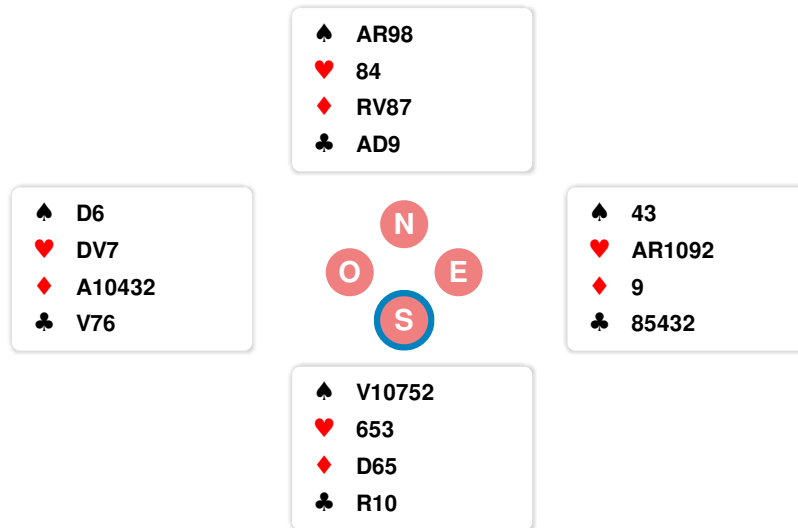 ♠ AR98
♥ 84
♦ RV87
♣ AD9
♠ D6
♥ DV7
♦ A10432
♣ V76
N
O E
S
♠ 43
♥ AR1092
♦ 9
♣ 85432
♠ V10752
♥ 653
♦ D65
♣ R10